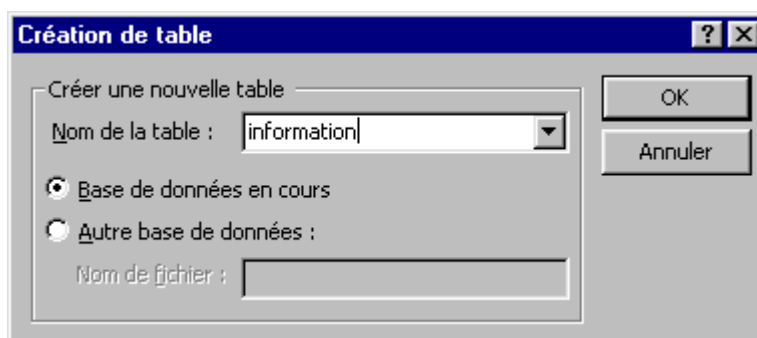 Création de table
Créer une nouvelle table
Nom de la table : information
OK
Annuler
Base de données en cours
Autre base de données :
Nom de fichier :